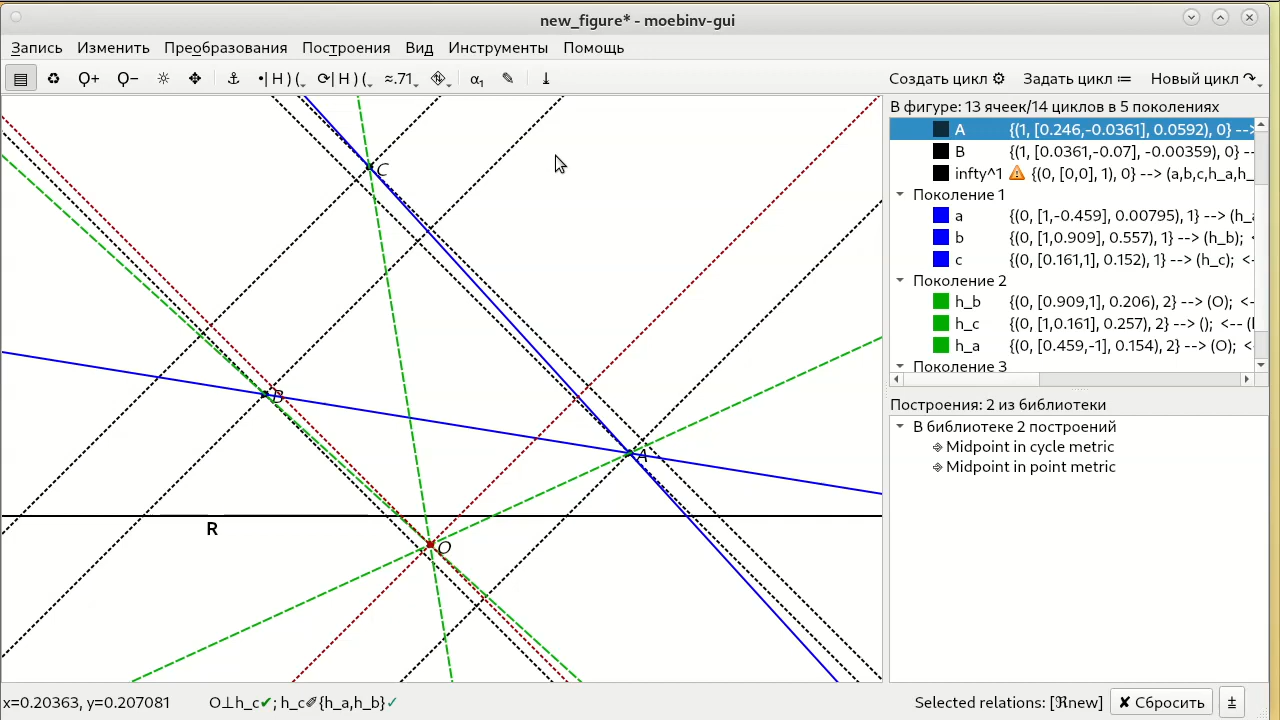 new_figure* - moebinv-gui
Запись Изменить Преобразования Построения Вид Инструменты Помощь
Создать цикл Задать цикл Новый цикл
В фигуре: 13 ячеек/14 циклов в 5 поколениях
A {(1, [0.246,-0.0361], 0.0592), 0} -->
B {(1, [0.0361,-0.07], -0.00359), 0} --
infty^1 {(0, [0,0], 1), 0} --> (a,b,c,h_a,h_
Поколение 1
a {(0, [1,-0.459], 0.00795), 1} --> (h_
b {(0, [1,0.909], 0.557), 1} --> (h_b); <-
c {(0, [0.161,1], 0.152), 1} --> (h_c); <-
Поколение 2
h_b {(0, [0.909,1], 0.206), 2} --> (O); <-
h_c {(0, [1,0.161], 0.257), 2} --> (); <-- (
h_a {(0, [0.459,-1], 0.154), 2} --> (O); <
Поколение 3
Построения: 2 из библиотеки
В библиотеке 2 построений
Midpoint in cycle metric
Midpoint in point metric
C
B
A
R
O
x=0.20363, y=0.207081 O⊥h_c✔; h_c✐{h_a,h_b}✓ Selected relations: [ℜnew] ✘ Сбросить ±